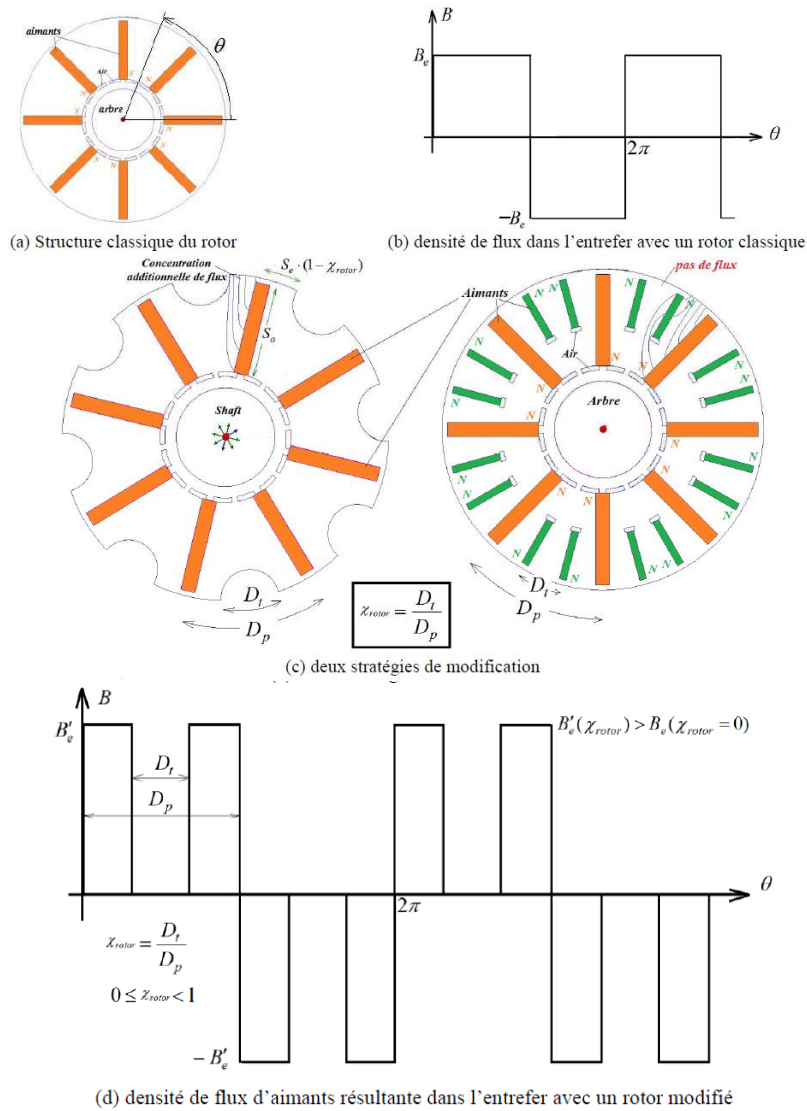 aimants
θ
Air
N N N N N N N N
arbre
B
B_e
2π
θ
−B_e
(a) Structure classique du rotor
(b) densité de flux dans l'entrefer avec un rotor classique
Concentration additionnelle de flux
S_e · (1 − χ_rotor)
pas de flux
Aimants
S_a
Air
Shaft
Arbre
D_t
D_p
χ_rotor = D_t / D_p
D_t
D_p
(c) deux stratégies de modification
B
B'_e
B'_e(χ_rotor) > B_e(χ_rotor = 0)
D_t
D_p
2π
θ
χ_rotor = D_t / D_p
0 ≤ χ_rotor < 1
− B'_e
(d) densité de flux d'aimants résultante dans l'entrefer avec un rotor modifié